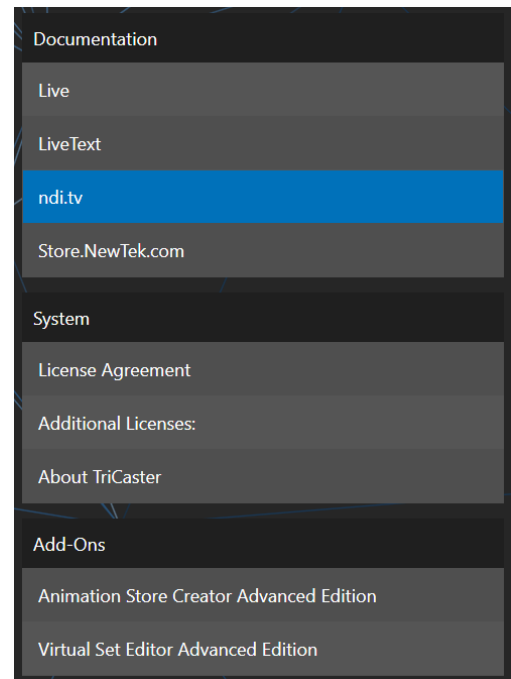 Documentation
Live
LiveText
ndi.tv
Store.NewTek.com
System
License Agreement
Additional Licenses:
About TriCaster
Add-Ons
Animation Store Creator Advanced Edition
Virtual Set Editor Advanced Edition